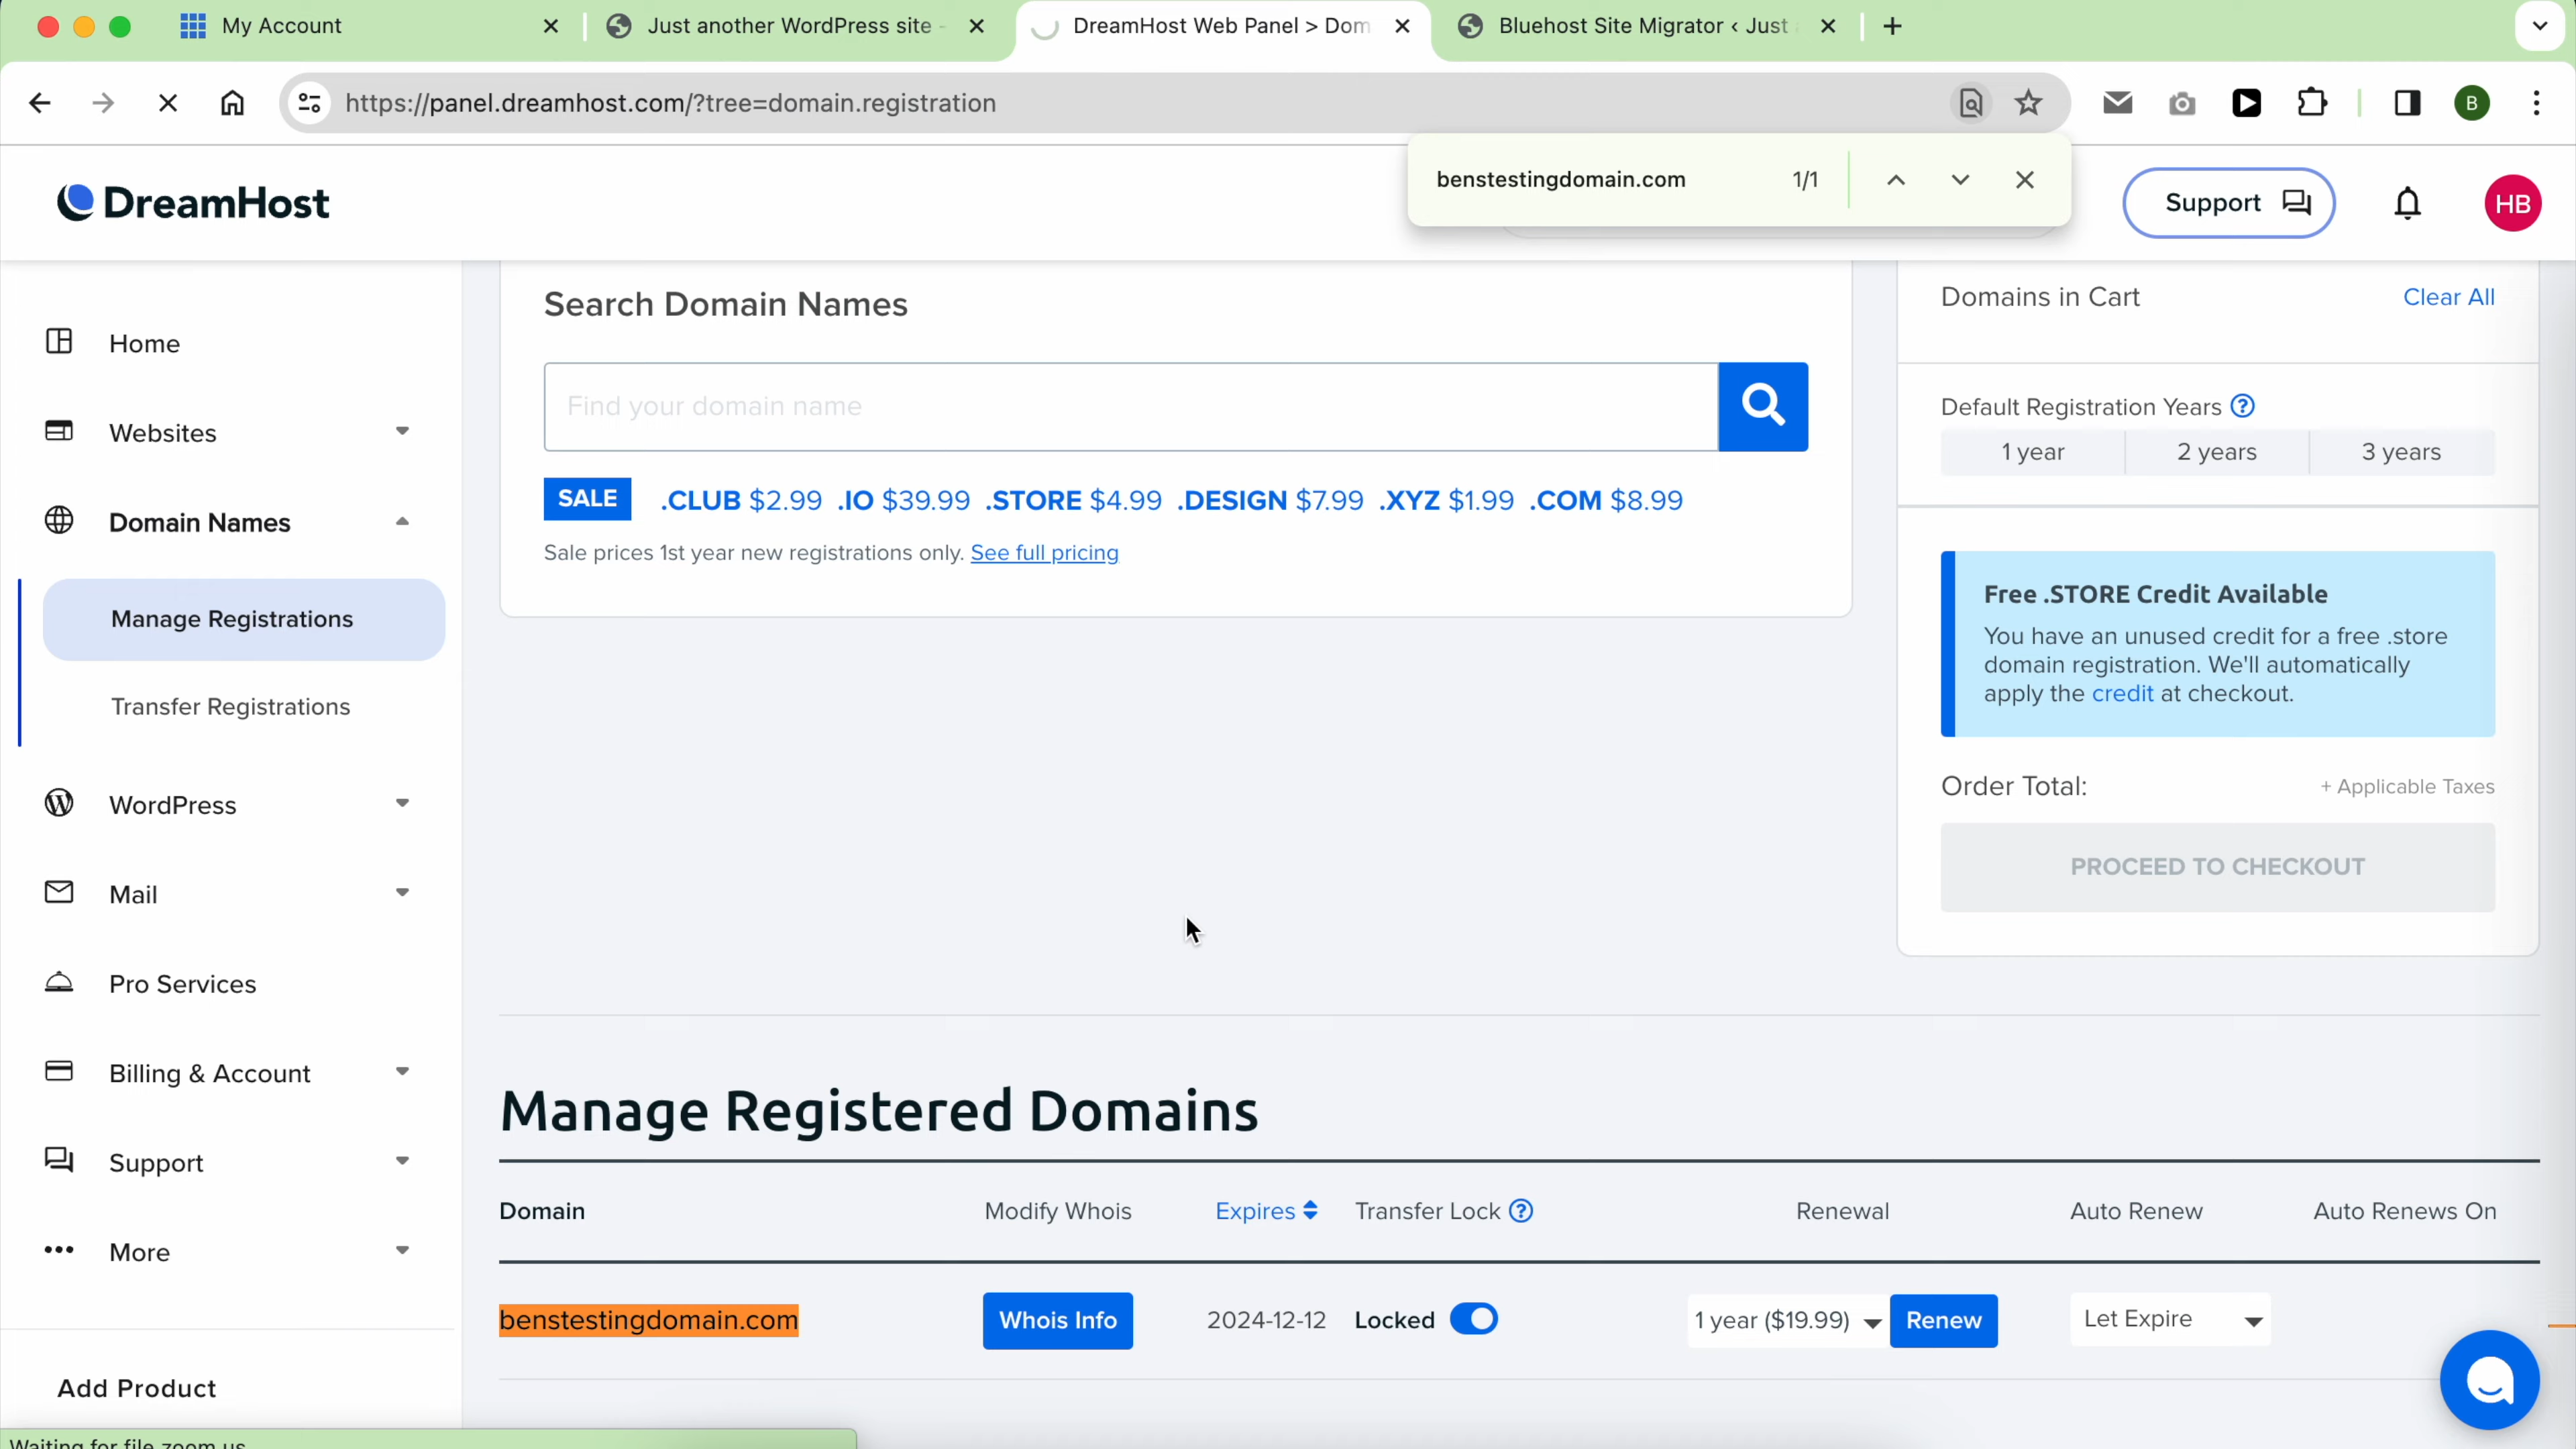 My Account
Just another WordPress site -
DreamHost Web Panel > Dom
Bluehost Site Migrator ‹ Just a
https://panel.dreamhost.com/?tree=domain.registration
B
benstestingdomain.com 1/1
DreamHost
Support
HB
Home
Websites
Domain Names
Manage Registrations
Transfer Registrations
WordPress
Mail
Pro Services
Billing & Account
Support
More
Add Product
Search Domain Names
Find your domain name
SALE .CLUB $2.99 .IO $39.99 .STORE $4.99 .DESIGN $7.99 .XYZ $1.99 .COM $8.99
Sale prices 1st year new registrations only. See full pricing
Domains in Cart Clear All
Default Registration Years ?
1 year 2 years 3 years
Free .STORE Credit Available
You have an unused credit for a free .store
domain registration. We'll automatically
apply the credit at checkout.
Order Total: + Applicable Taxes
PROCEED TO CHECKOUT
Manage Registered Domains
Domain Modify Whois Expires Transfer Lock ? Renewal Auto Renew Auto Renews On
benstestingdomain.com Whois Info 2024-12-12 Locked 1 year ($19.99) Renew Let Expire
Waiting for file.zoom.us